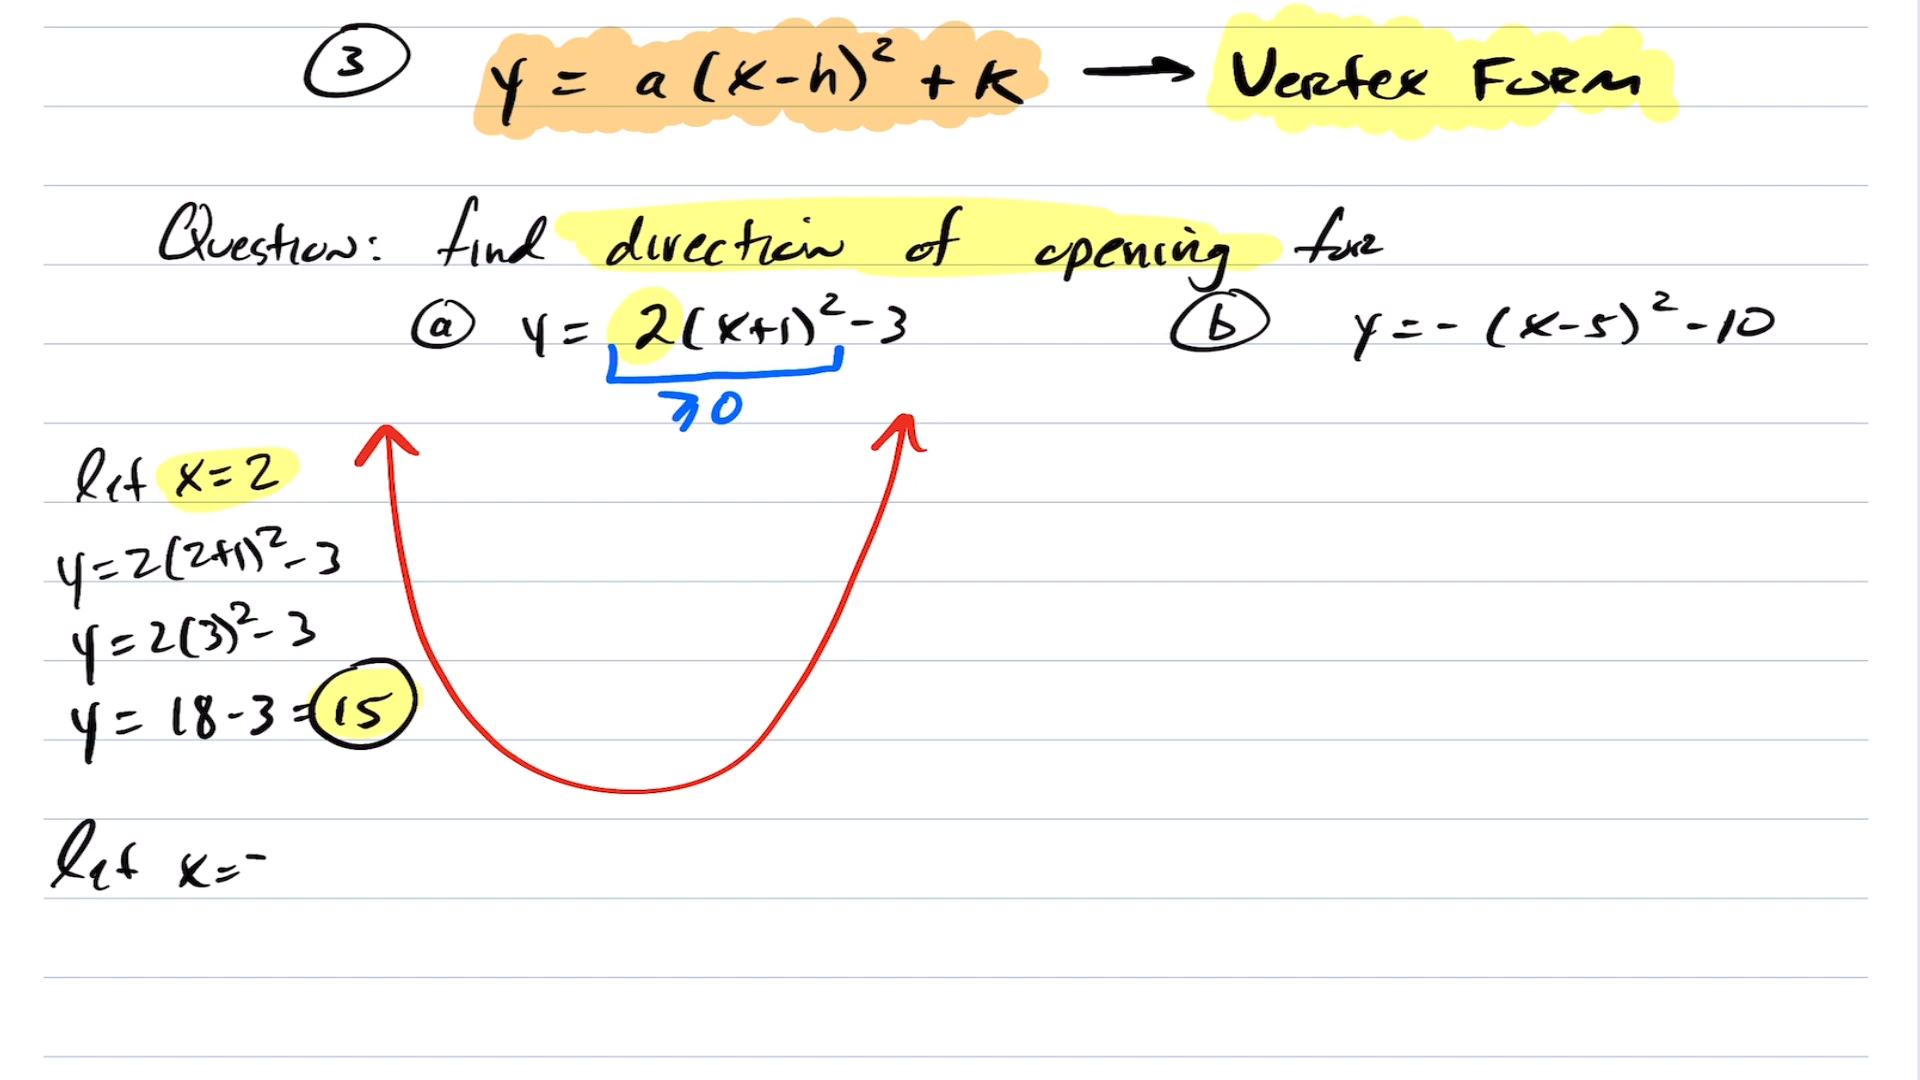 ③ y = a(x-h)² + k → Vertex Form
Question: find direction of opening for
ⓐ y = 2(x+1)² - 3 ⓑ y = - (x-5)² - 10
⩾0
let x=2
y=2(2+1)²-3
y=2(3)²-3
y= 18-3=15
let x=-